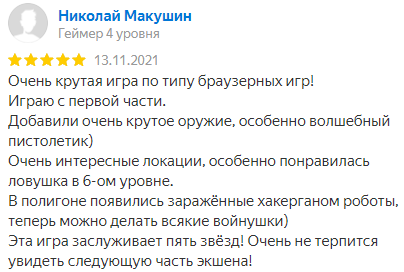 Николай Макушин
Геймер 4 уровня
13.11.2021
Очень крутая игра по типу браузерных игр!
Играю с первой части.
Добавили очень крутое оружие, особенно волшебный
пистолетик)
Очень интересные локации, особенно понравилась
ловушка в 6-ом уровне.
В полигоне появились заражённые хакерганом роботы,
теперь можно делать всякие войнушки)
Эта игра заслуживает пять звёзд! Очень не терпится
увидеть следующую часть экшена!